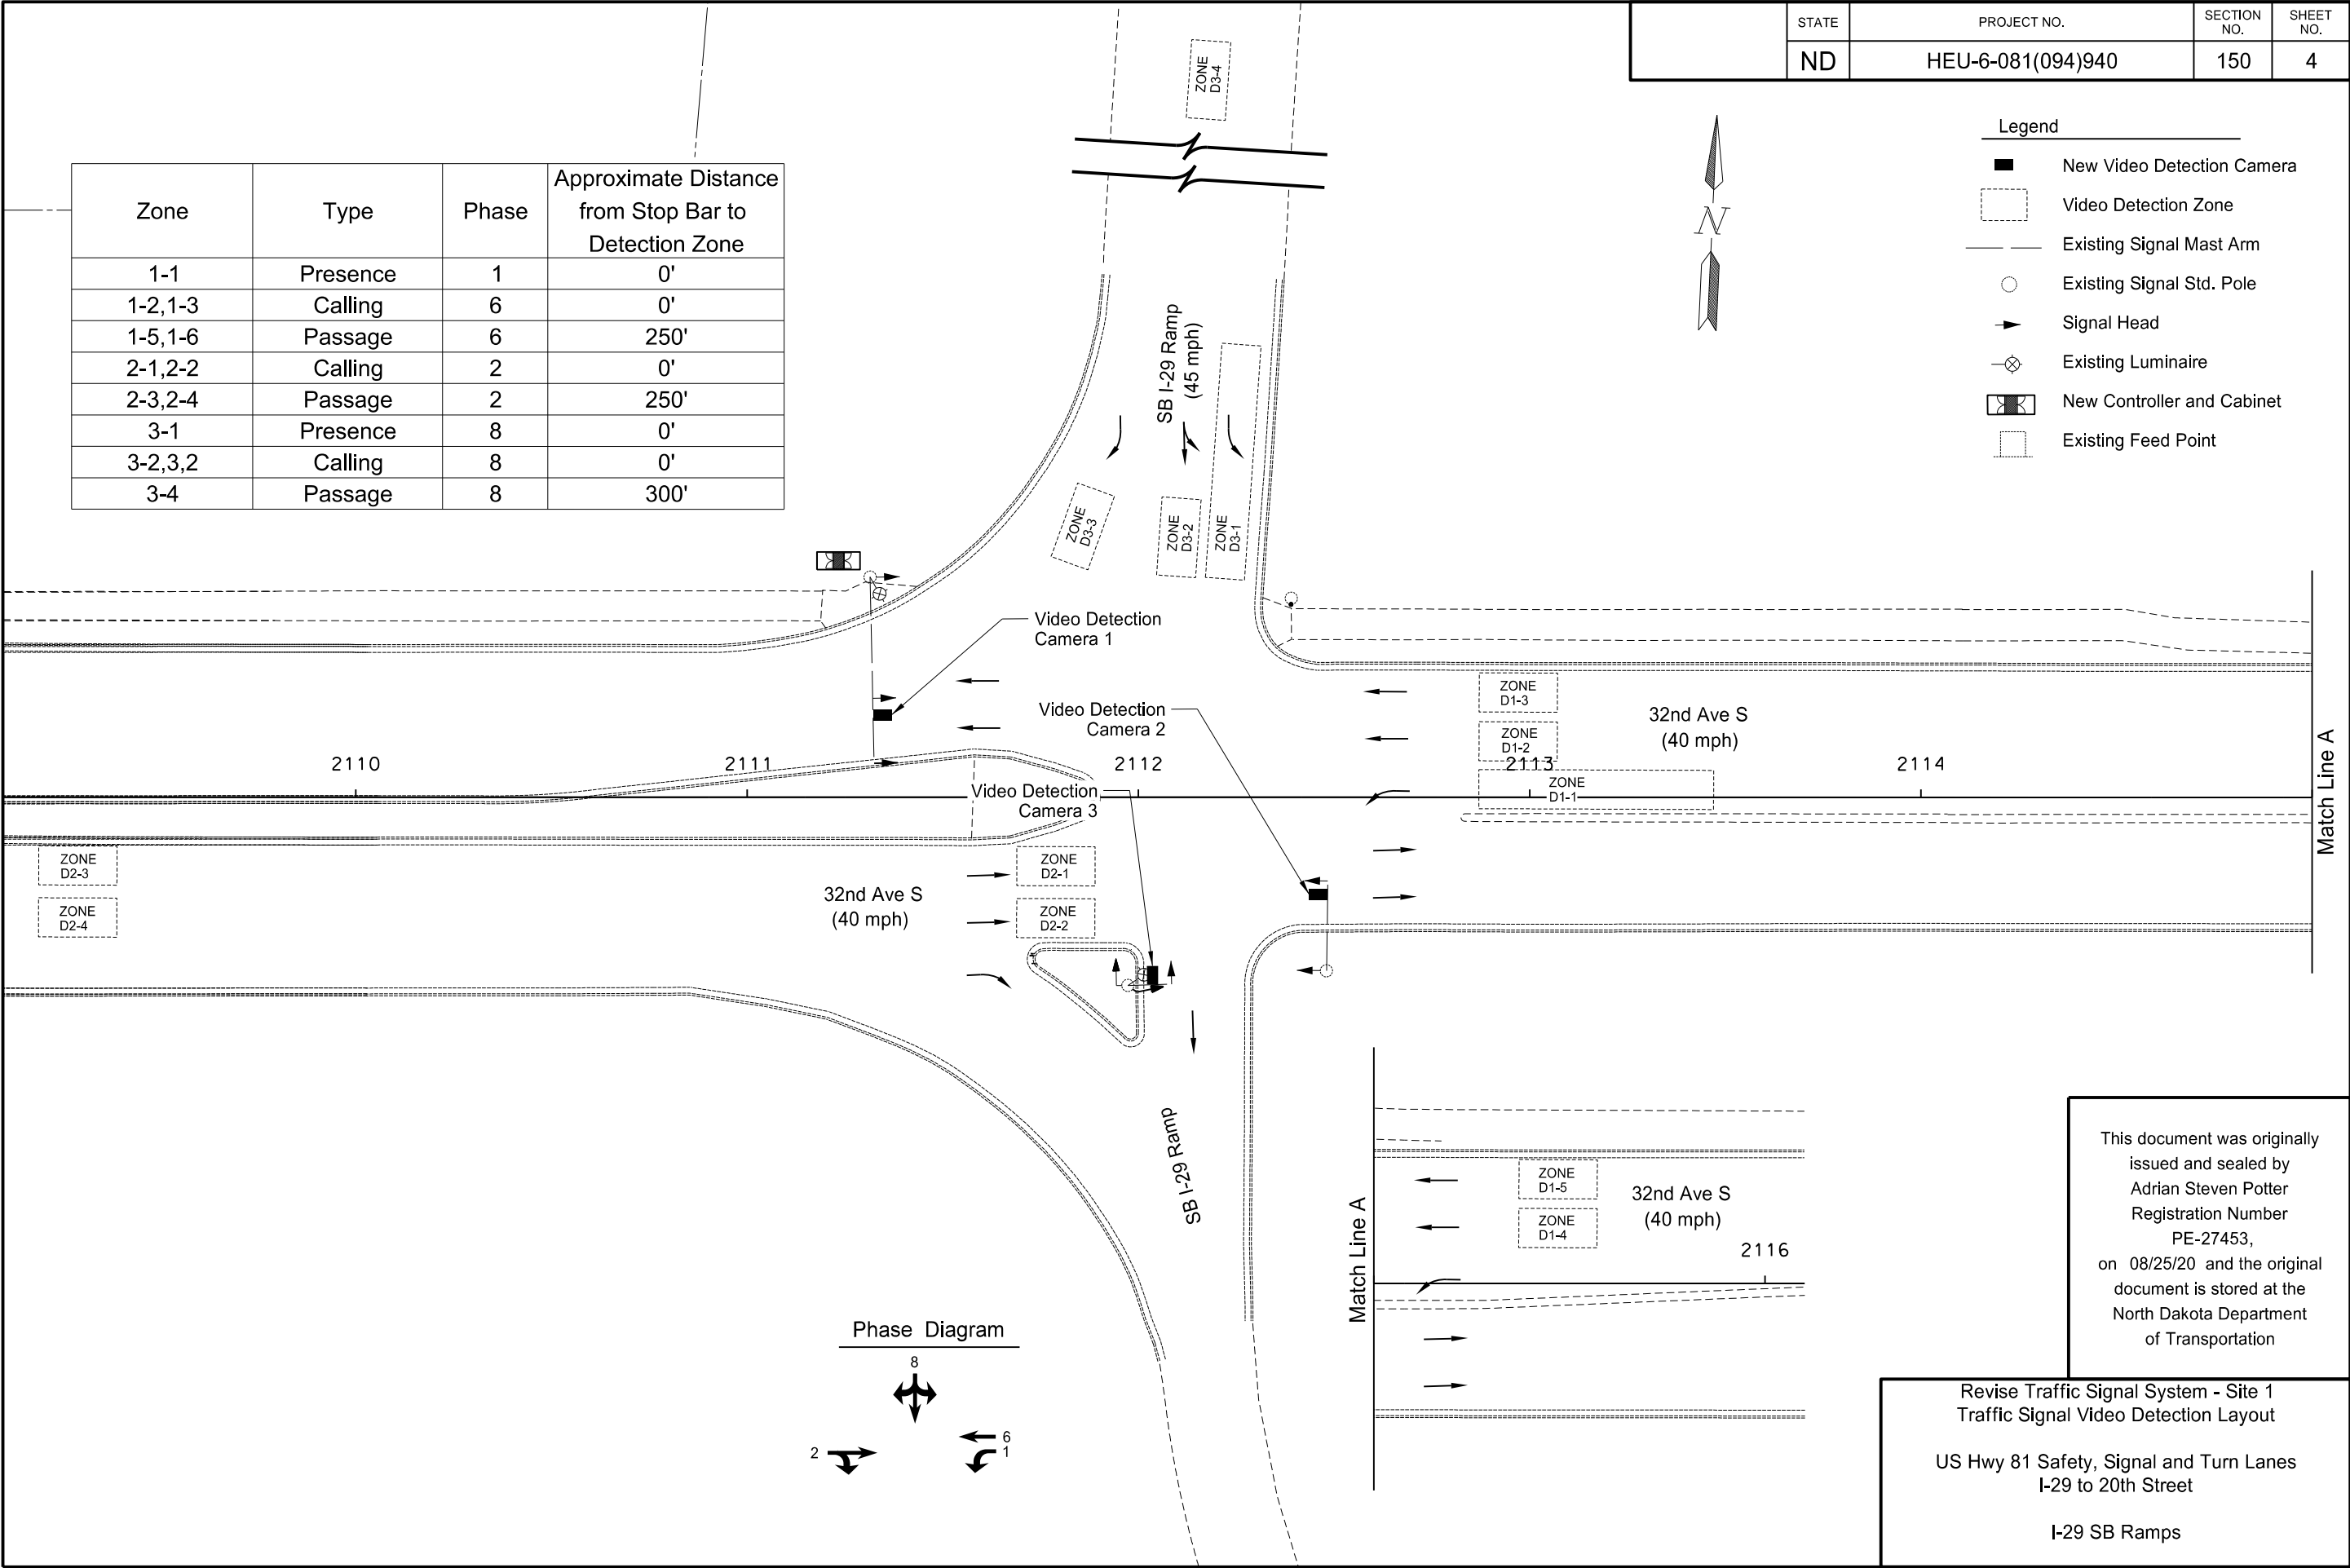 STATE
PROJECT NO.
SECTION NO.
SHEET NO.
ND
HEU-6-081(094)940
150
4
Legend
New Video Detection Camera
Video Detection Zone
Existing Signal Mast Arm
Existing Signal Std. Pole
Signal Head
Existing Luminaire
New Controller and Cabinet
Existing Feed Point
N
Zone Type Phase Approximate Distance from Stop Bar to Detection Zone
1-1 Presence 1 0'
1-2,1-3 Calling 6 0'
1-5,1-6 Passage 6 250'
2-1,2-2 Calling 2 0'
2-3,2-4 Passage 2 250'
3-1 Presence 8 0'
3-2,3,2 Calling 8 0'
3-4 Passage 8 300'
ZONE
D3-4
SB I-29 Ramp
(45 mph)
ZONE
D3-3
ZONE
D3-2
ZONE
D3-1
Video Detection
Camera 1
Video Detection
Camera 2
Video Detection
Camera 3
2110
2111
2112
2113
2114
ZONE
D1-3
ZONE
D1-2
ZONE
D1-1
32nd Ave S
(40 mph)
Match Line A
ZONE
D2-3
ZONE
D2-4
32nd Ave S
(40 mph)
ZONE
D2-1
ZONE
D2-2
SB I-29 Ramp
Match Line A
ZONE
D1-5
ZONE
D1-4
32nd Ave S
(40 mph)
2116
Phase Diagram
8
2
6
1
This document was originally
issued and sealed by
Adrian Steven Potter
Registration Number
PE-27453,
on 08/25/20 and the original
document is stored at the
North Dakota Department
of Transportation
Revise Traffic Signal System - Site 1
Traffic Signal Video Detection Layout
US Hwy 81 Safety, Signal and Turn Lanes
I-29 to 20th Street
I-29 SB Ramps